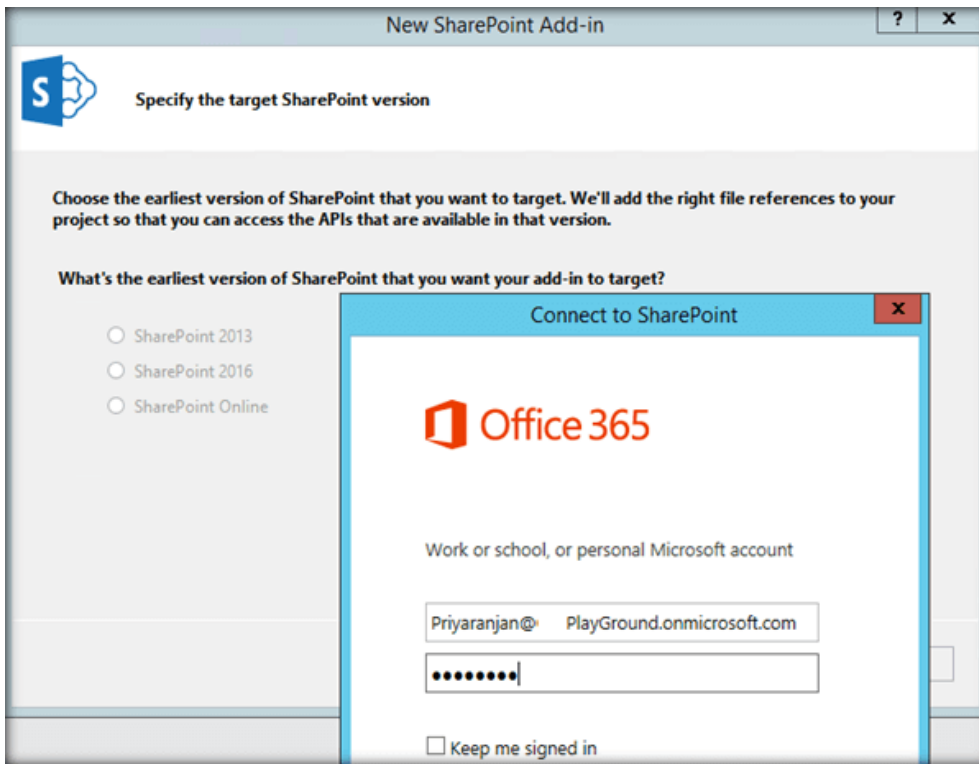 New SharePoint Add-in
? x
S
Specify the target SharePoint version
Choose the earliest version of SharePoint that you want to target. We'll add the right file references to your
project so that you can access the APIs that are available in that version.
What's the earliest version of SharePoint that you want your add-in to target?
SharePoint 2013
SharePoint 2016
SharePoint Online
Connect to SharePoint
x
Office 365
Work or school, or personal Microsoft account
Priyaranjan@ PlayGround.onmicrosoft.com
••••••••
Keep me signed in